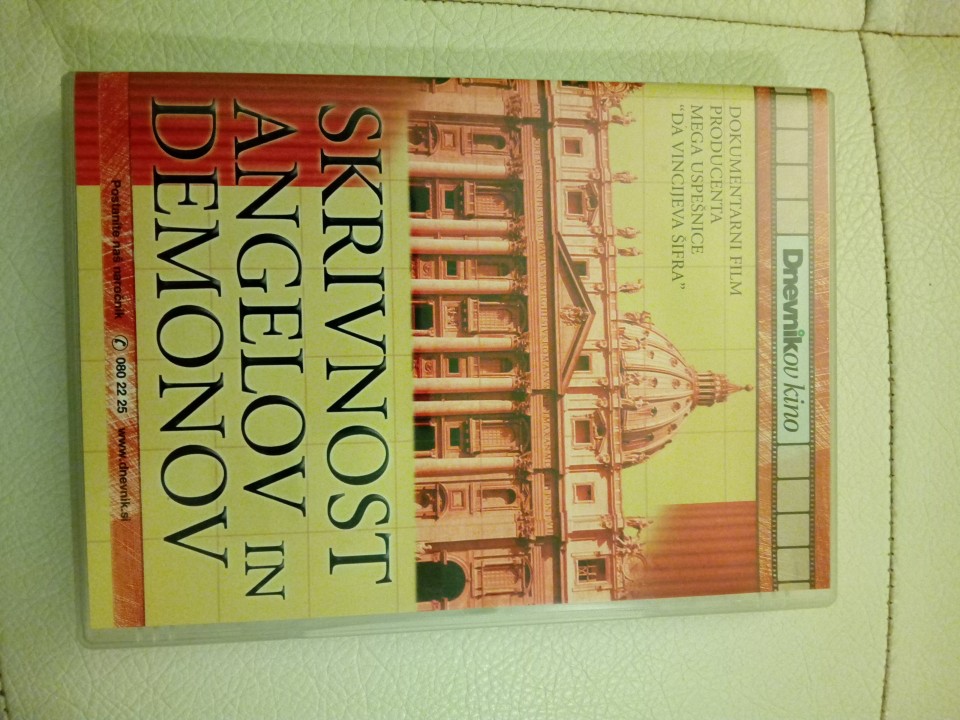 Dnevnikov kino
DOKUMENTARNI FILM
PRODUCENTA
MEGA USPEŠNICE
"DA VINCIJEVA ŠIFRA"
SKRIVNOST
ANGELOV IN
DEMONOV
Postanite naš naročnik ✆ 080 22 25 www.dnevnik.si